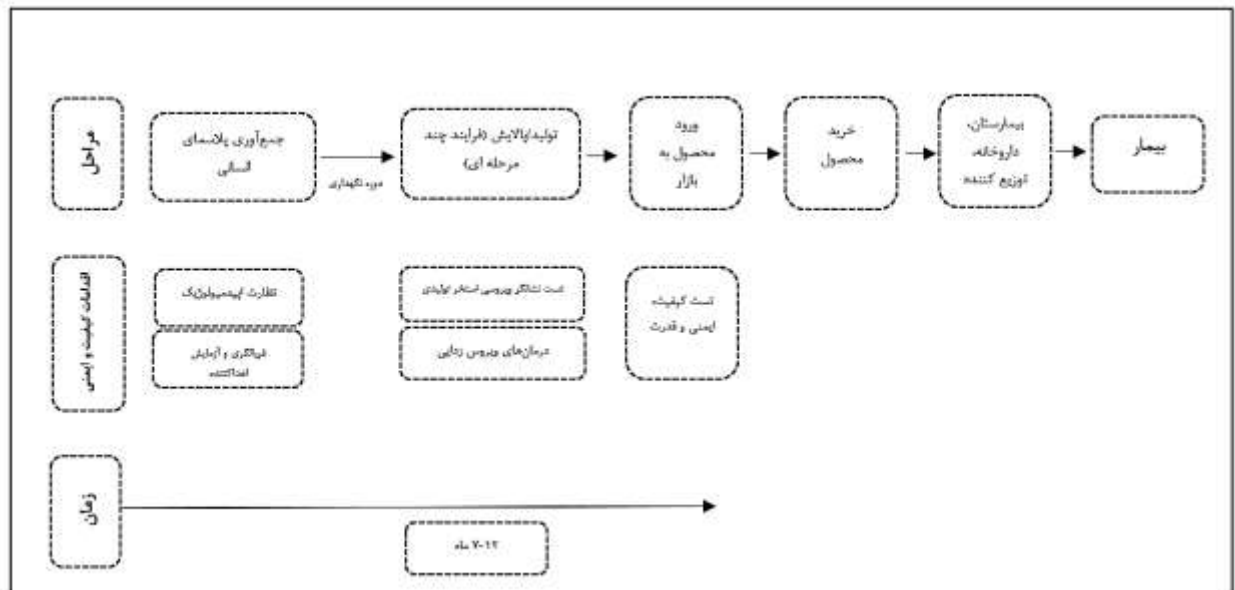 مراحل
جمع‌آوری پلاسمای
انسانی
دوره نگهداری
تولید/پالایش (فرایند چند
مرحله ای)
ورود
محصول به
بازار
خرید
محصول
بیمارستان،
داروخانه،
توزیع کننده
بیمار
اقدامات کیفیت و ایمنی
نظارت اپیدمیولوژیک
غربالگری و آزمایش
اهداکننده
تست نشانگر ویروسی استخر تولیدی
درمان‌های ویروس زدایی
تست کیفیت،
ایمنی و قدرت
زمان
۷-۱۲ ماه